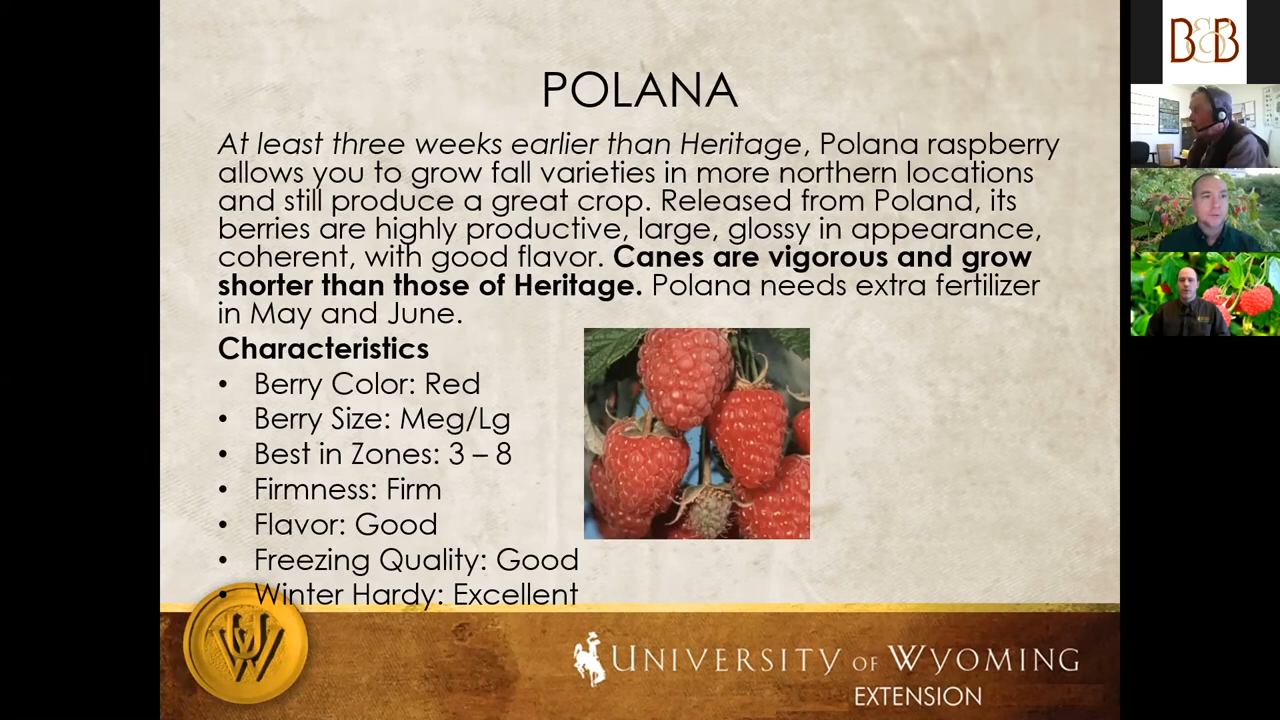 POLANA
At least three weeks earlier than Heritage, Polana raspberry
allows you to grow fall varieties in more northern locations
and still produce a great crop. Released from Poland, its
berries are highly productive, large, glossy in appearance,
coherent, with good flavor. Canes are vigorous and grow
shorter than those of Heritage. Polana needs extra fertilizer
in May and June.
Characteristics
• Berry Color: Red
• Berry Size: Meg/Lg
• Best in Zones: 3 – 8
• Firmness: Firm
• Flavor: Good
• Freezing Quality: Good
• Winter Hardy: Excellent
UNIVERSITY OF WYOMING
EXTENSION
B&B